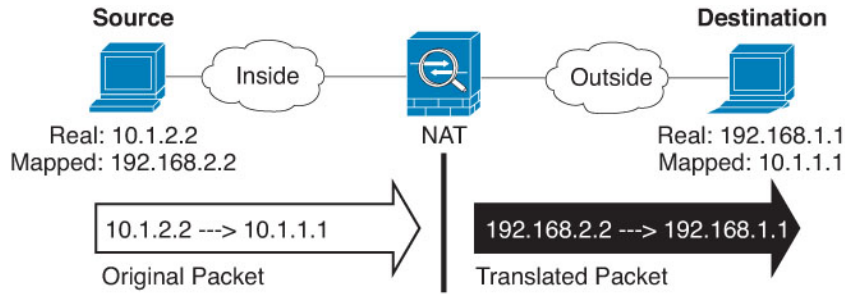 Source
Destination
Inside
Outside
Real: 10.1.2.2
Mapped: 192.168.2.2
NAT
Real: 192.168.1.1
Mapped: 10.1.1.1
10.1.2.2 ---> 10.1.1.1
192.168.2.2 ---> 192.168.1.1
Original Packet
Translated Packet